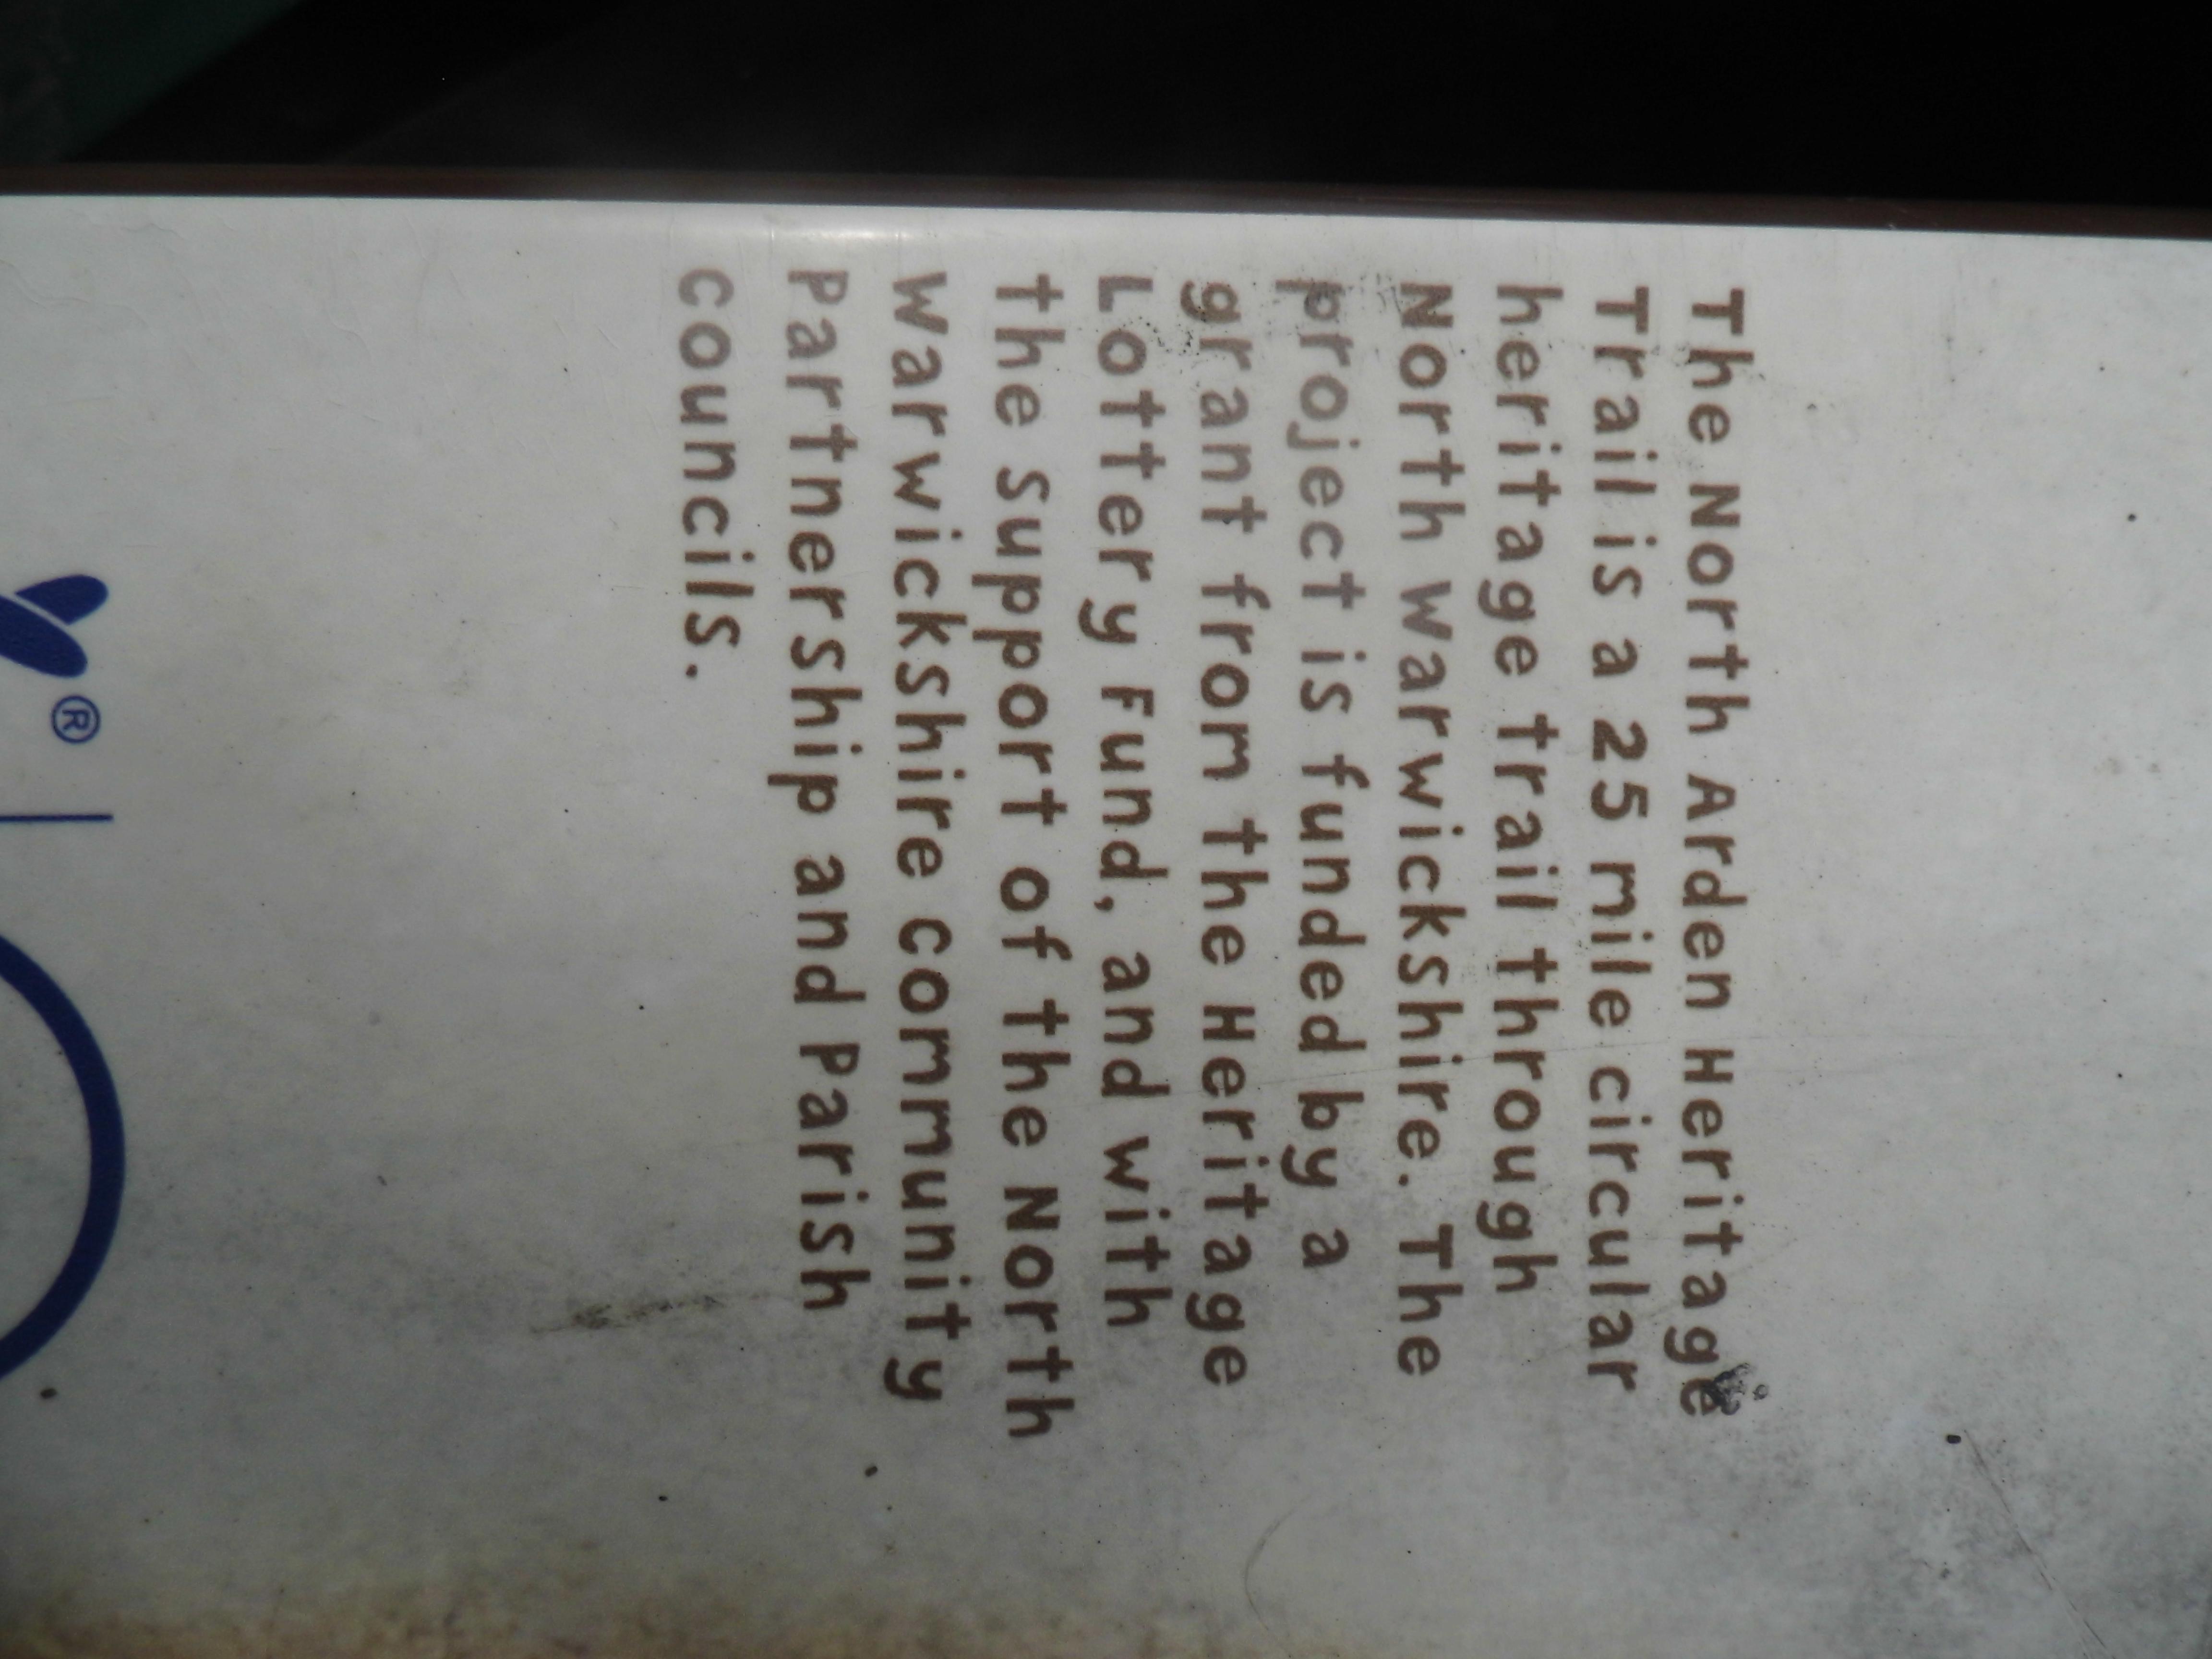 The North Arden Heritage
Trail is a 25 mile circular
heritage trail through
North Warwickshire. The
project is funded by a
grant from the Heritage
Lottery Fund, and with
the support of the North
Warwickshire Community
Partnership and Parish
Councils.
®